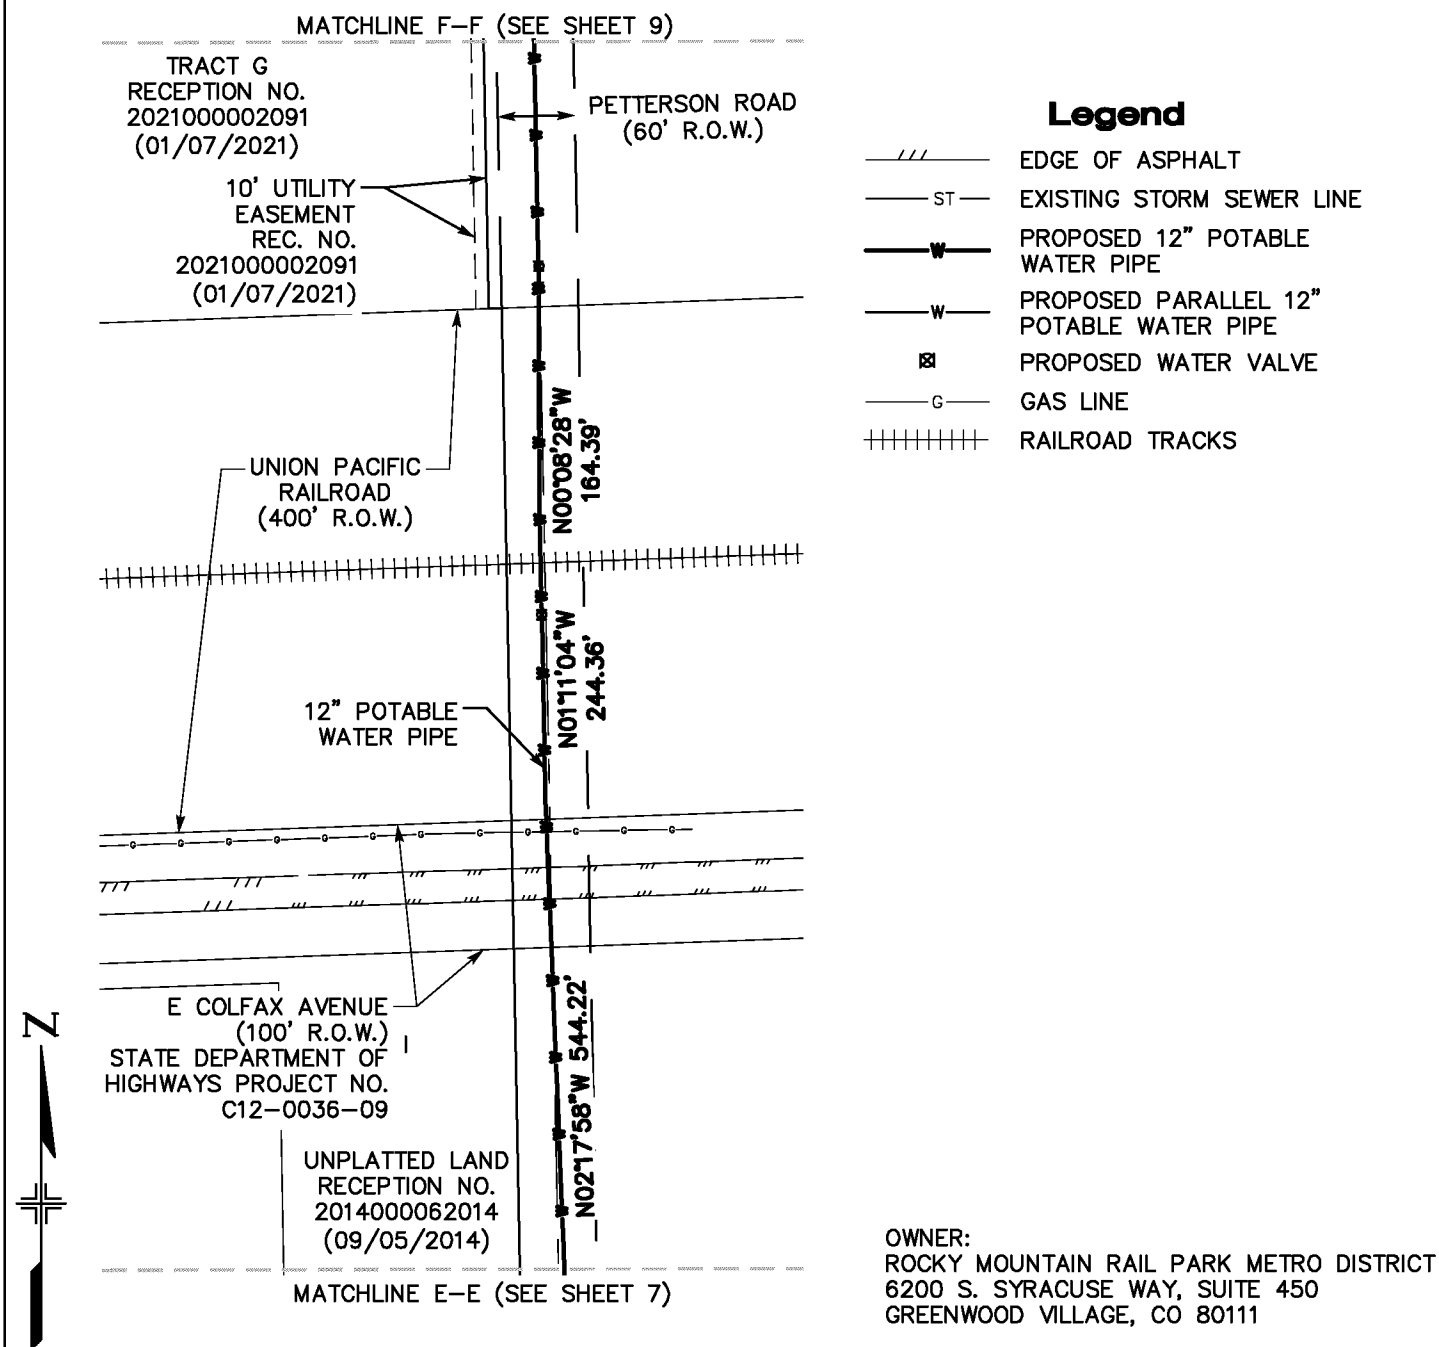 MATCHLINE F-F (SEE SHEET 9)
TRACT G
RECEPTION NO.
2021000002091
(01/07/2021)
PETTERSON ROAD
(60' R.O.W.)
10' UTILITY
EASEMENT
REC. NO.
2021000002091
(01/07/2021)
Legend
EDGE OF ASPHALT
ST
EXISTING STORM SEWER LINE
W
PROPOSED 12" POTABLE
WATER PIPE
W
PROPOSED PARALLEL 12"
POTABLE WATER PIPE
PROPOSED WATER VALVE
G
GAS LINE
RAILROAD TRACKS
N00°08'28"W
164.39'
UNION PACIFIC
RAILROAD
(400' R.O.W.)
N01°11'04"W
244.36'
12" POTABLE
WATER PIPE
G G G G G G G G G G G G
E COLFAX AVENUE
(100' R.O.W.)
STATE DEPARTMENT OF
HIGHWAYS PROJECT NO.
C12-0036-09
N02°17'58"W 544.22'
UNPLATTED LAND
RECEPTION NO.
2014000062014
(09/05/2014)
MATCHLINE E-E (SEE SHEET 7)
N
OWNER:
ROCKY MOUNTAIN RAIL PARK METRO DISTRICT
6200 S. SYRACUSE WAY, SUITE 450
GREENWOOD VILLAGE, CO 80111